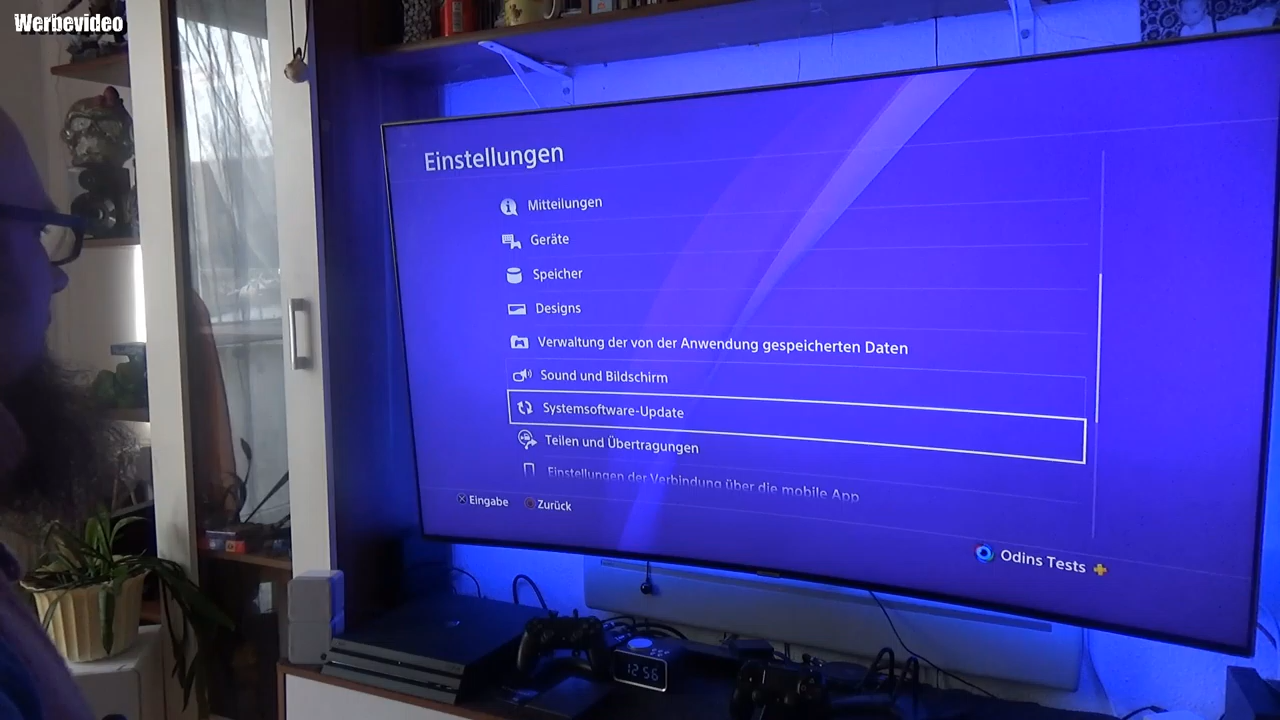 Werbevideo
Einstellungen
Mitteilungen
Geräte
Speicher
Designs
Verwaltung der von der Anwendung gespeicherten Daten
Sound und Bildschirm
Systemsoftware-Update
Teilen und Übertragungen
Einstellungen der Verbindung über die mobile App
Eingabe Zurück
Odins Tests
12 56